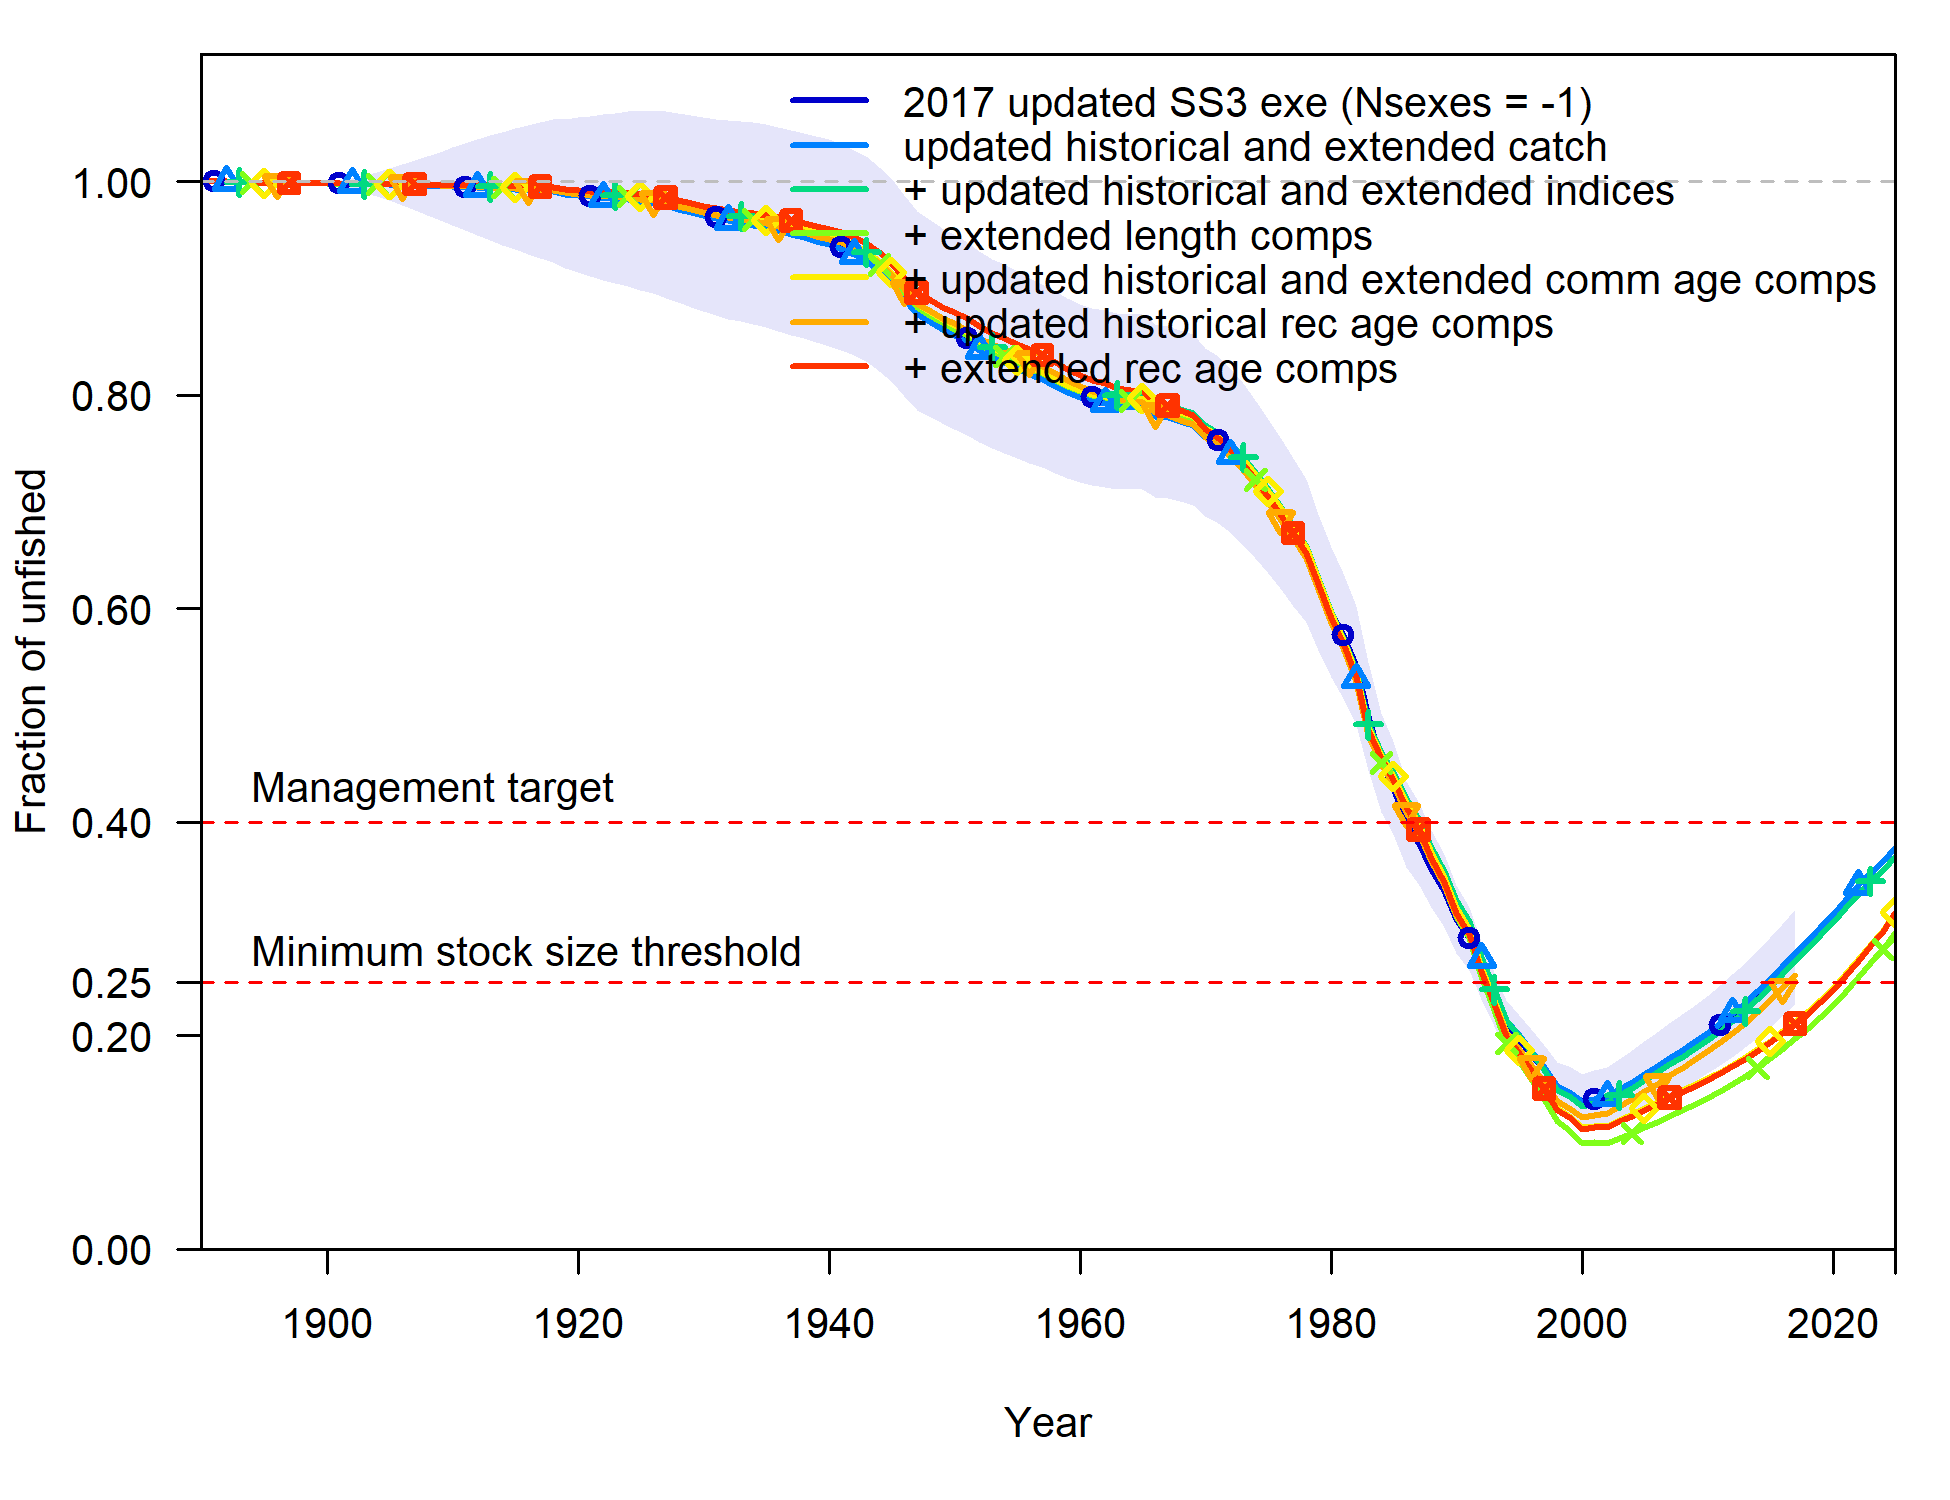 2017 updated SS3 exe (Nsexes = -1)
updated historical and extended catch
+ updated historical and extended indices
+ extended length comps
+ updated historical and extended comm age comps
+ updated historical rec age comps
+ extended rec age comps
1.00
0.80
0.60
0.40
0.25
0.20
0.00
Fraction of unfished
Management target
Minimum stock size threshold
1900
1920
1940
1960
1980
2000
2020
Year